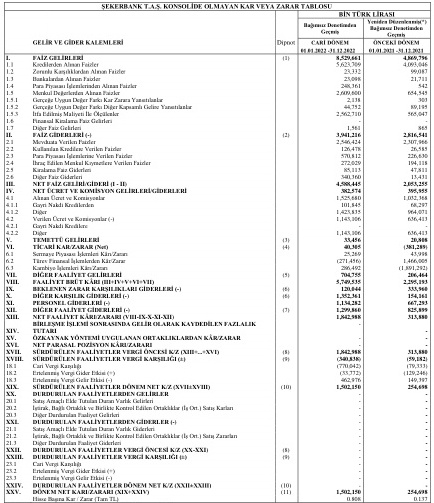 ŞEKERBANK T.A.Ş. KONSOLİDE OLMAYAN KAR VEYA ZARAR TABLOSU
BİN TÜRK LİRASI
Bağımsız Denetimden Geçmiş
Yeniden Düzenlenmiş(*) Bağımsız Denetimden Geçmiş
GELİR VE GİDER KALEMLERİ Dipnot CARİ DÖNEM ÖNCEKİ DÖNEM
01.01.2022 -31.12.2022 01.01.2021 -31.12.2021
I. FAİZ GELİRLERİ (1) 8,529,661 4,869,796
1.1 Kredilerden Alınan Faizler 5,623,709 4,093,046
1.2 Zorunlu Karşılıklardan Alınan Faizler 23,332 99,087
1.3 Bankalardan Alınan Faizler 23,098 21,711
1.4 Para Piyasası İşlemlerinden Alınan Faizler 248,361 542
1.5 Menkul Değerlerden Alınan Faizler 2,609,600 654,545
1.5.1 Gerçeğe Uygun Değer Farkı Kar Zarara Yansıtılanlar 2,138 303
1.5.2 Gerçeğe Uygun Değer Farkı Diğer Kapsamlı Gelire Yansıtılanlar 44,752 89,195
1.5.3 İtfa Edilmiş Maliyeti İle Ölçülenler 2,562,710 565,047
1.6 Finansal Kiralama Faiz Gelirleri - -
1.7 Diğer Faiz Gelirleri 1,561 865
II. FAİZ GİDERLERİ (-) (2) 3,941,216 2,816,541
2.1 Mevduata Verilen Faizler 2,546,424 2,307,966
2.2 Kullanılan Kredilere Verilen Faizler 126,478 26,585
2.3 Para Piyasası İşlemlerine Verilen Faizler 570,812 226,630
2.4 İhraç Edilen Menkul Kıymetlere Verilen Faizler 272,029 194,118
2.5 Kiralama Faiz Giderleri 85,113 47,811
2.6 Diğer Faiz Giderleri 340,360 13,431
III. NET FAİZ GELİRİ/GİDERİ (I - II) 4,588,445 2,053,255
IV. NET ÜCRET VE KOMİSYON GELİRLERİ/GİDERLERİ 382,574 395,955
4.1 Alınan Ücret ve Komisyonlar 1,525,680 1,032,368
4.1.1 Gayri Nakdi Kredilerden 101,845 68,297
4.1.2 Diğer 1,423,835 964,071
4.2 Verilen Ücret ve Komisyonlar (-) 1,143,106 636,413
4.2.1 Gayri Nakdi Kredilere - -
4.2.2 Diğer 1,143,106 636,413
V. TEMETTÜ GELİRLERİ (3) 33,456 20,808
VI. TİCARİ KAR/ZARAR (Net) (4) 40,305 (381,289)
6.1 Sermaye Piyasası İşlemleri Kârı/Zararı 25,269 43,998
6.2 Türev Finansal İşlemlerden Kâr/Zarar (271,456) 1,466,005
6.3 Kambiyo İşlemleri Kârı/Zararı 286,492 (1,891,292)
VII. DİĞER FAALİYET GELİRLERİ (5) 704,755 206,464
VIII. FAALİYET BRÜT KÂRI (III+IV+V+VI+VII) 5,749,535 2,295,193
IX. BEKLENEN ZARAR KARŞILIKLARI GİDERLERİ (-) (6) 120,044 333,960
X. DİĞER KARŞILIK GİDERLERİ (-) (6) 1,352,361 154,161
XI. PERSONEL GİDERLERİ (-) 1,134,282 667,293
XII. DİĞER FAALİYET GİDERLERİ (-) (7) 1,299,860 825,899
XIII. NET FAALİYET KÂRI/ZARARI (VIII-IX-X-XI-XII) 1,842,988 313,880
BİRLEŞME İŞLEMİ SONRASINDA GELİR OLARAK KAYDEDİLEN FAZLALIK
XIV. TUTARI - -
XV. ÖZKAYNAK YÖNTEMİ UYGULANAN ORTAKLIKLARDAN KÂR/ZARAR - -
XVI. NET PARASAL POZİSYON KÂRI/ZARARI - -
XVII. SÜRDÜRÜLEN FAALİYETLER VERGİ ÖNCESİ K/Z (XIII+...+XVI) (8) 1,842,988 313,880
XVIII. SÜRDÜRÜLEN FAALİYETLER VERGİ KARŞILIĞI (±) (9) (340,838) (59,182)
18.1 Cari Vergi Karşılığı (770,042) (79,333)
18.2 Ertelenmiş Vergi Gider Etkisi (+) (33,772) (129,246)
18.3 Ertelenmiş Vergi Gelir Etkisi (-) 462,976 149,397
XIX. SÜRDÜRÜLEN FAALİYETLER DÖNEM NET K/Z (XVII±XVIII) (10) 1,502,150 254,698
XX. DURDURULAN FAALİYETLERDEN GELİRLER - -
20.1 Satış Amaçlı Elde Tutulan Duran Varlık Gelirleri - -
20.2 İştirak, Bağlı Ortaklık ve Birlikte Kontrol Edilen Ortaklıklar (İş Ort.) Satış Karları - -
20.3 Diğer Durdurulan Faaliyet Gelirleri - -
XXI. DURDURULAN FAALİYETLERDEN GİDERLER (-) - -
21.1 Satış Amaçlı Elde Tutulan Duran Varlık Giderleri - -
21.2 İştirak, Bağlı Ortaklık ve Birlikte Kontrol Edilen Ortaklıklar (İş Ort.) Satış Zararları - -
21.3 Diğer Durdurulan Faaliyet Giderleri - -
XXII. DURDURULAN FAALİYETLER VERGİ ÖNCESİ K/Z (XX-XXI) (8) - -
XXIII. DURDURULAN FAALİYETLER VERGİ KARŞILIĞI (±) (9) - -
23.1 Cari Vergi Karşılığı - -
23.2 Ertelenmiş Vergi Gider Etkisi (+) - -
23.3 Ertelenmiş Vergi Gelir Etkisi (-) - -
XXIV. DURDURULAN FAALİYETLER DÖNEM NET K/Z (XXII±XXIII) - -
XXV. DÖNEM NET KARI/ZARARI (XIX+XXIV) (11) 1,502,150 254,698
Hisse Başına Kar / Zarar (Tam TL) 0.808 0.137